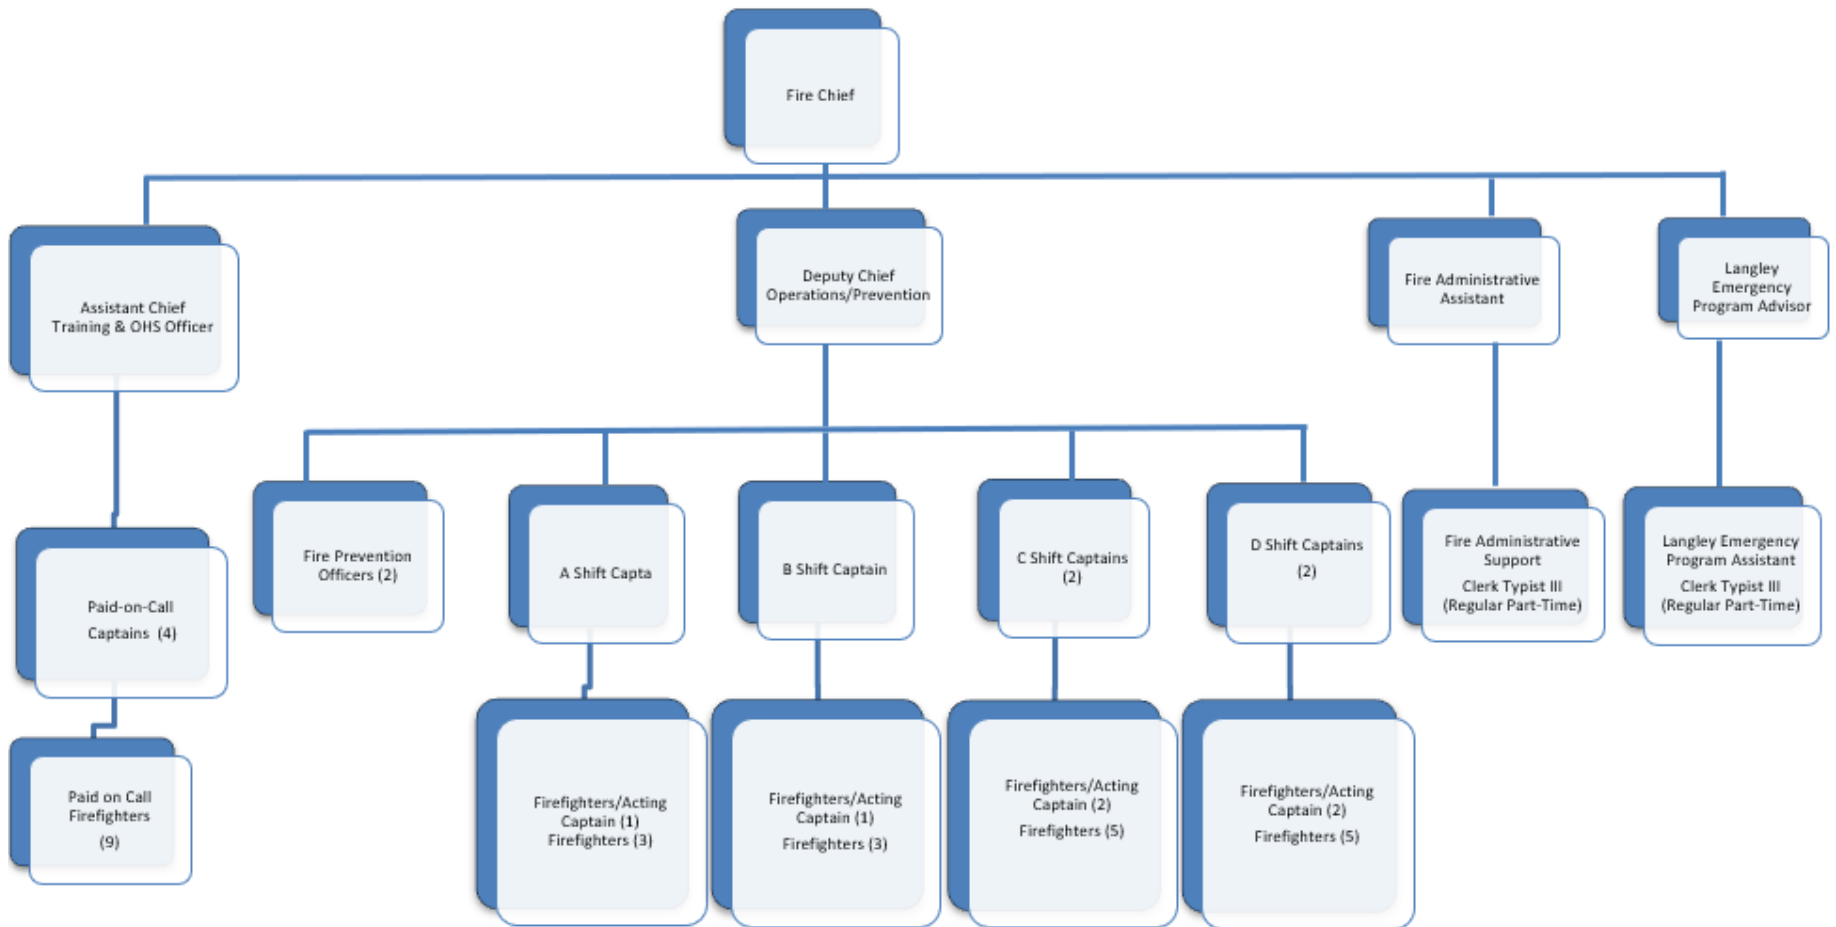 Fire Chief
Assistant Chief
Training & OHS Officer
Deputy Chief
Operations/Prevention
Fire Administrative
Assistant
Langley
Emergency
Program Advisor
Paid-on-Call
Captains (4)
Fire Prevention
Officers (2)
A Shift Capta
B Shift Captain
C Shift Captains
(2)
D Shift Captains
(2)
Fire Administrative
Support
Clerk Typist III
(Regular Part-Time)
Langley Emergency
Program Assistant
Clerk Typist III
(Regular Part-Time)
Paid on Call
Firefighters
(9)
Firefighters/Acting
Captain (1)
Firefighters (3)
Firefighters/Acting
Captain (1)
Firefighters (3)
Firefighters/Acting
Captain (2)
Firefighters (5)
Firefighters/Acting
Captain (2)
Firefighters (5)